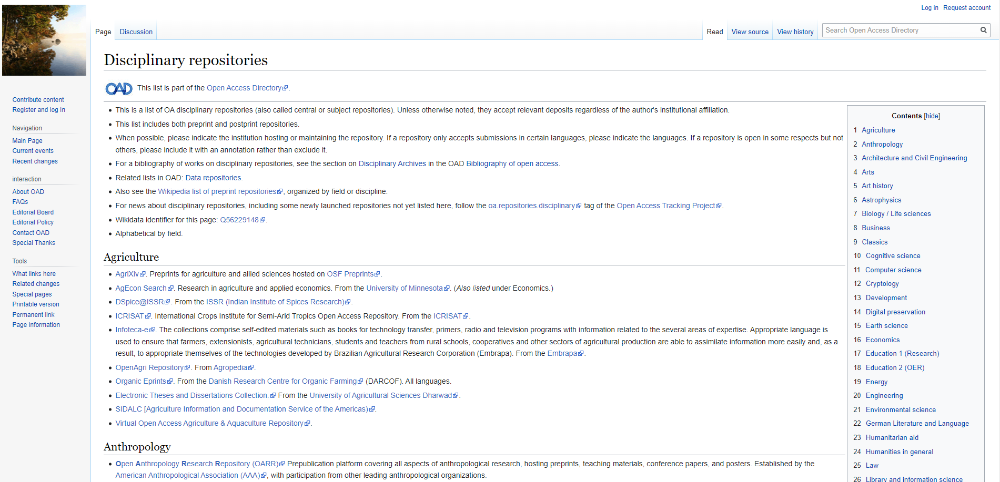 Log in Request account
Page Discussion Read View source View history Search Open Access Directory
Disciplinary repositories
OAD This list is part of the Open Access Directory.
Contribute content
Register and log In
Navigation
Main Page
Current events
Recent changes
interaction
About OAD
FAQs
Editorial Board
Editorial Policy
Contact OAD
Special Thanks
Tools
What links here
Related changes
Special pages
Printable version
Permanent link
Page information
• This is a list of OA disciplinary repositories (also called central or subject repositories). Unless otherwise noted, they accept relevant deposits regardless of the author's institutional affiliation.
• This list includes both preprint and postprint repositories.
• When possible, please indicate the institution hosting or maintaining the repository. If a repository only accepts submissions in certain languages, please indicate the languages. If a repository is open in some respects but not
others, please include it with an annotation rather than exclude it.
• For a bibliography of works on disciplinary repositories, see the section on Disciplinary Archives in the OAD Bibliography of open access.
• Related lists in OAD: Data repositories.
• Also see the Wikipedia list of preprint repositories, organized by field or discipline.
• For news about disciplinary repositories, including some newly launched repositories not yet listed here, follow the oa.repositories.disciplinary tag of the Open Access Tracking Project.
• Wikidata identifier for this page: Q56229148.
• Alphabetical by field.
Agriculture
• AgriXiv. Preprints for agriculture and allied sciences hosted on OSF Preprints.
• AgEcon Search. Research in agriculture and applied economics. From the University of Minnesota. (Also listed under Economics.)
• DSpice@ISSR. From the ISSR (Indian Institute of Spices Research).
• ICRISAT. International Crops Institute for Semi-Arid Tropics Open Access Repository. From the ICRISAT.
• Infoteca-e. The collections comprise self-edited materials such as books for technology transfer, primers, radio and television programs with information related to the several areas of expertise. Appropriate language is
used to ensure that farmers, extensionists, agricultural technicians, students and teachers from rural schools, cooperatives and other sectors of agricultural production are able to assimilate information more easily and, as a
result, to appropriate themselves of the technologies developed by Brazilian Agricultural Research Corporation (Embrapa). From the Embrapa.
• OpenAgri Repository. From Agropedia.
• Organic Eprints. From the Danish Research Centre for Organic Farming (DARCOF). All languages.
• Electronic Theses and Dissertations Collection. From the University of Agricultural Sciences Dharwad.
• SIDALC [Agriculture Information and Documentation Service of the Americas).
• Virtual Open Access Agriculture & Aquaculture Repository.
Anthropology
• Open Anthropology Research Repository (OARR) Prepublication platform covering all aspects of anthropological research, hosting preprints, teaching materials, conference papers, and posters. Established by the
American Anthropological Association (AAA), with participation from other leading anthropological organizations.
Contents [hide]
1 Agriculture
2 Anthropology
3 Architecture and Civil Engineering
4 Arts
5 Art history
6 Astrophysics
7 Biology / Life sciences
8 Business
9 Classics
10 Cognitive science
11 Computer science
12 Cryptology
13 Development
14 Digital preservation
15 Earth science
16 Economics
17 Education 1 (Research)
18 Education 2 (OER)
19 Energy
20 Engineering
21 Environmental science
22 German Literature and Language
23 Humanitarian aid
24 Humanities in general
25 Law
26 Library and information science